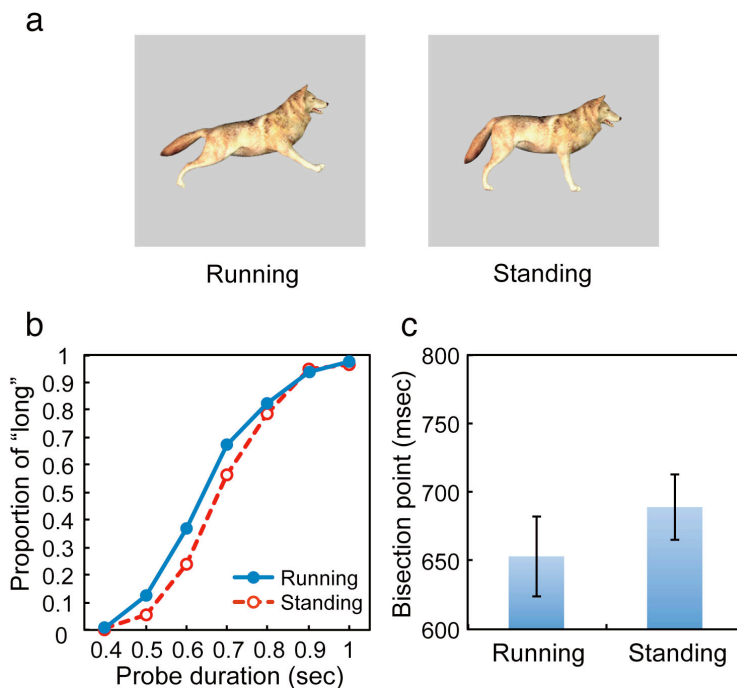 a
Running
Standing
b
Proportion of “long”
1
0.9
0.8
0.7
0.6
0.5
0.4
0.3
0.2
0.1
0
Running
Standing
0.4 0.5 0.6 0.7 0.8 0.9 1
Probe duration (sec)
c
Bisection point (msec)
800
750
700
650
600
Running Standing